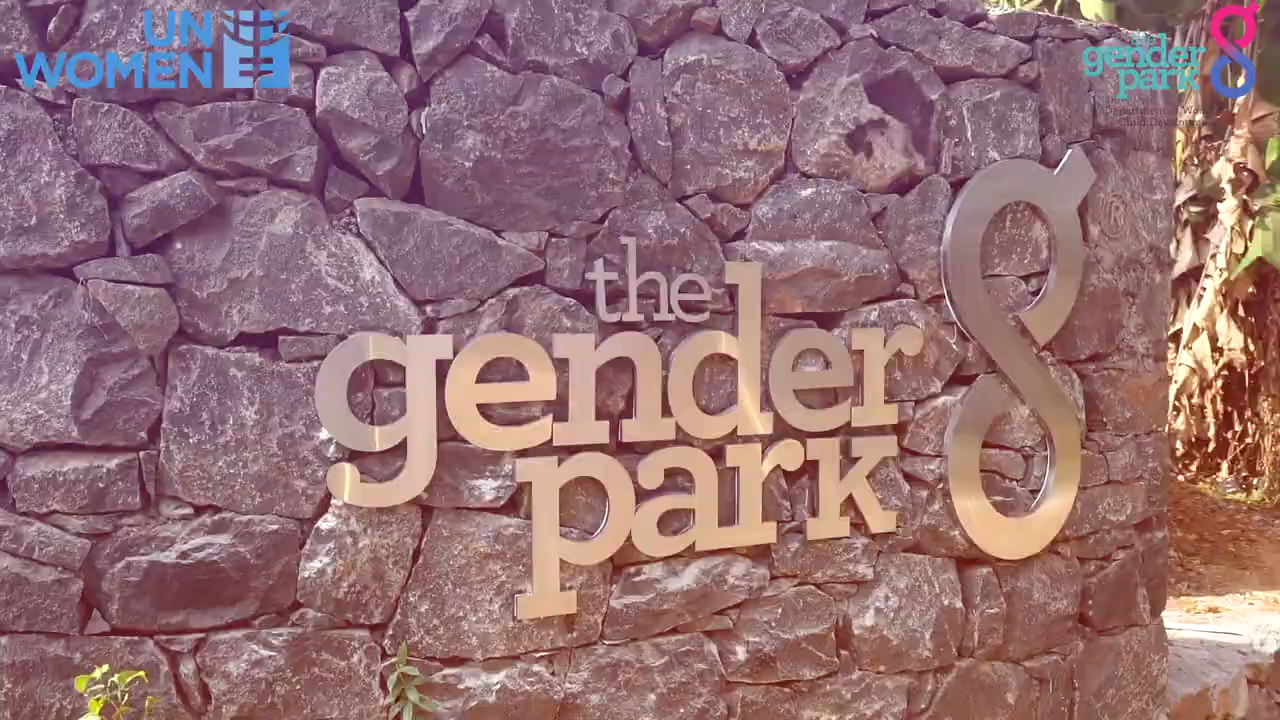 UN
WOMEN
the
gender
park
the
gender
park